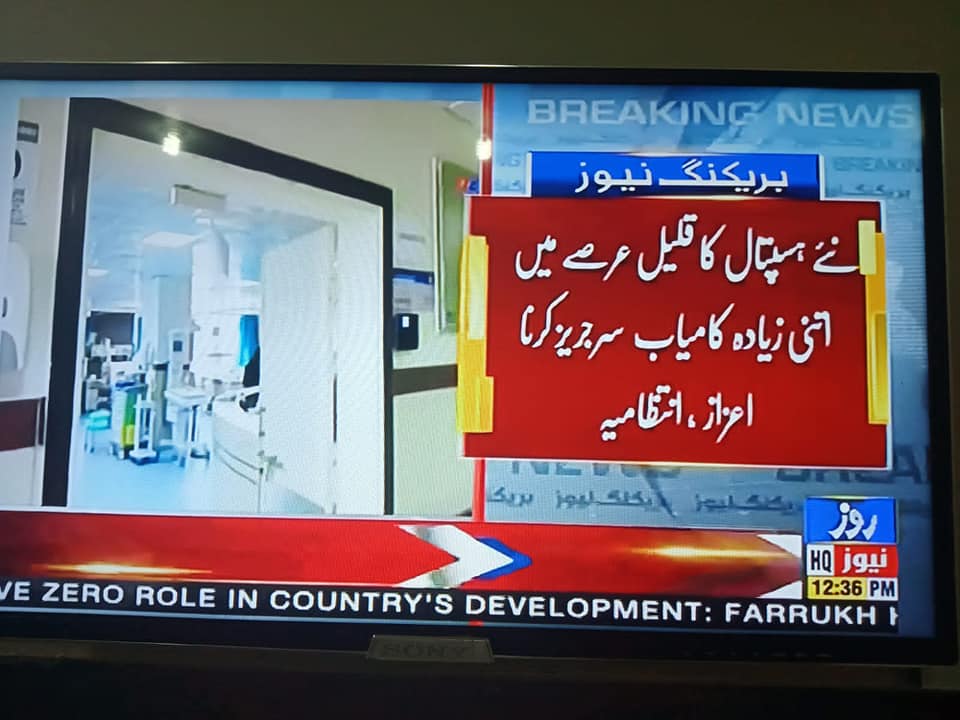 BREAKING NEWS
بریکنگ نیوز
نئے ہسپتال کا قلیل عرصے میں
اتنی زیادہ کامیاب سرجریز کرنا
اعزاز، انتظامیہ
روز
HQ نیوز
12:36 PM
VE ZERO ROLE IN COUNTRY'S DEVELOPMENT: FARRUKH H
SONY